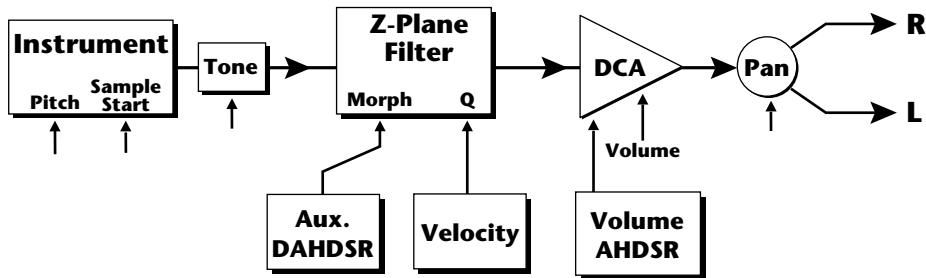 Instrument
Pitch
Sample
Start
Tone
Z-Plane
Filter
Morph
Q
DCA
Volume
Pan
R
L
Aux.
DAHDSR
Velocity
Volume
AHDSR